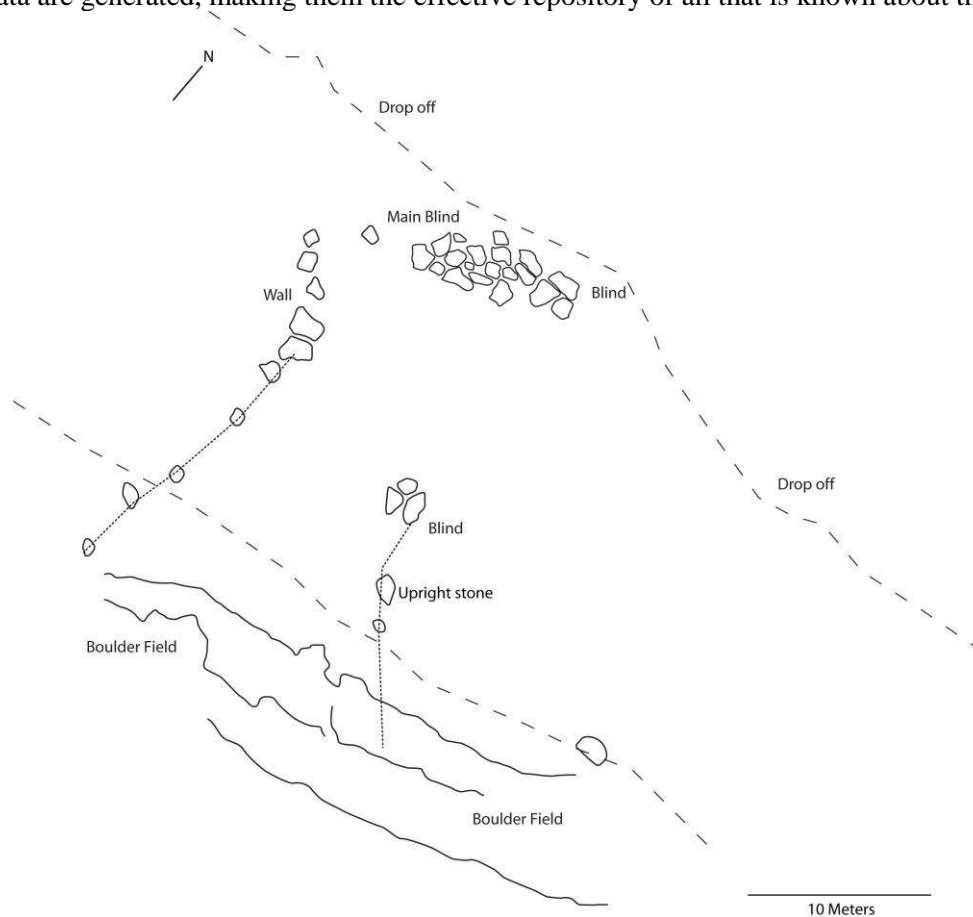 ata are generated, making them the effective repository of all that is known about th
N
Drop off
Main Blind
Wall
Blind
Drop off
Blind
Upright stone
Boulder Field
Boulder Field
10 Meters